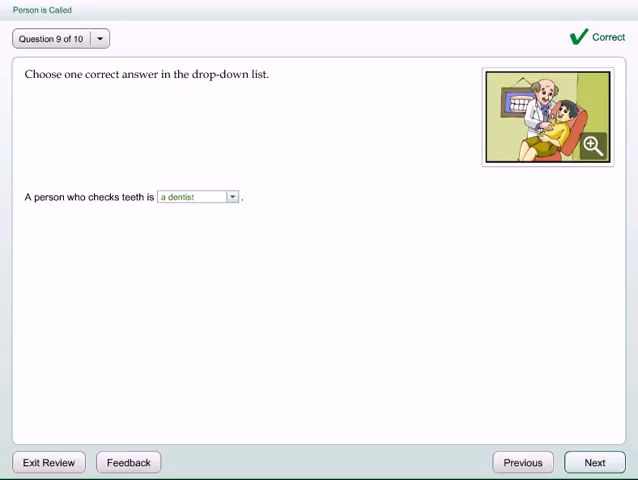 Person is Called
Question 9 of 10
Correct
Choose one correct answer in the drop-down list.
A person who checks teeth is a dentist .
Exit Review
Feedback
Previous
Next